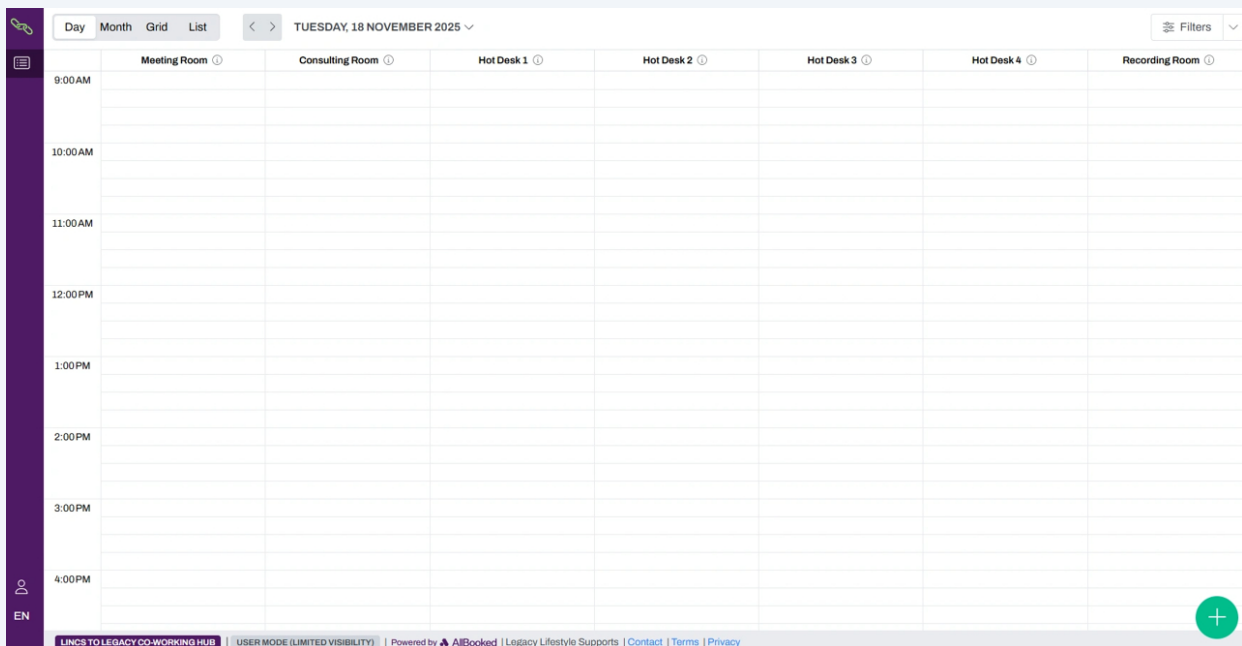 Day Month Grid List < > TUESDAY, 18 NOVEMBER 2025 Filters
Meeting Room Consulting Room Hot Desk 1 Hot Desk 2 Hot Desk 3 Hot Desk 4 Recording Room
9:00 AM
10:00 AM
11:00 AM
12:00 PM
1:00 PM
2:00 PM
3:00 PM
4:00 PM
EN
LINCS TO LEGACY CO-WORKING HUB | USER MODE (LIMITED VISIBILITY) | Powered by AllBooked | Legacy Lifestyle Supports | Contact | Terms | Privacy